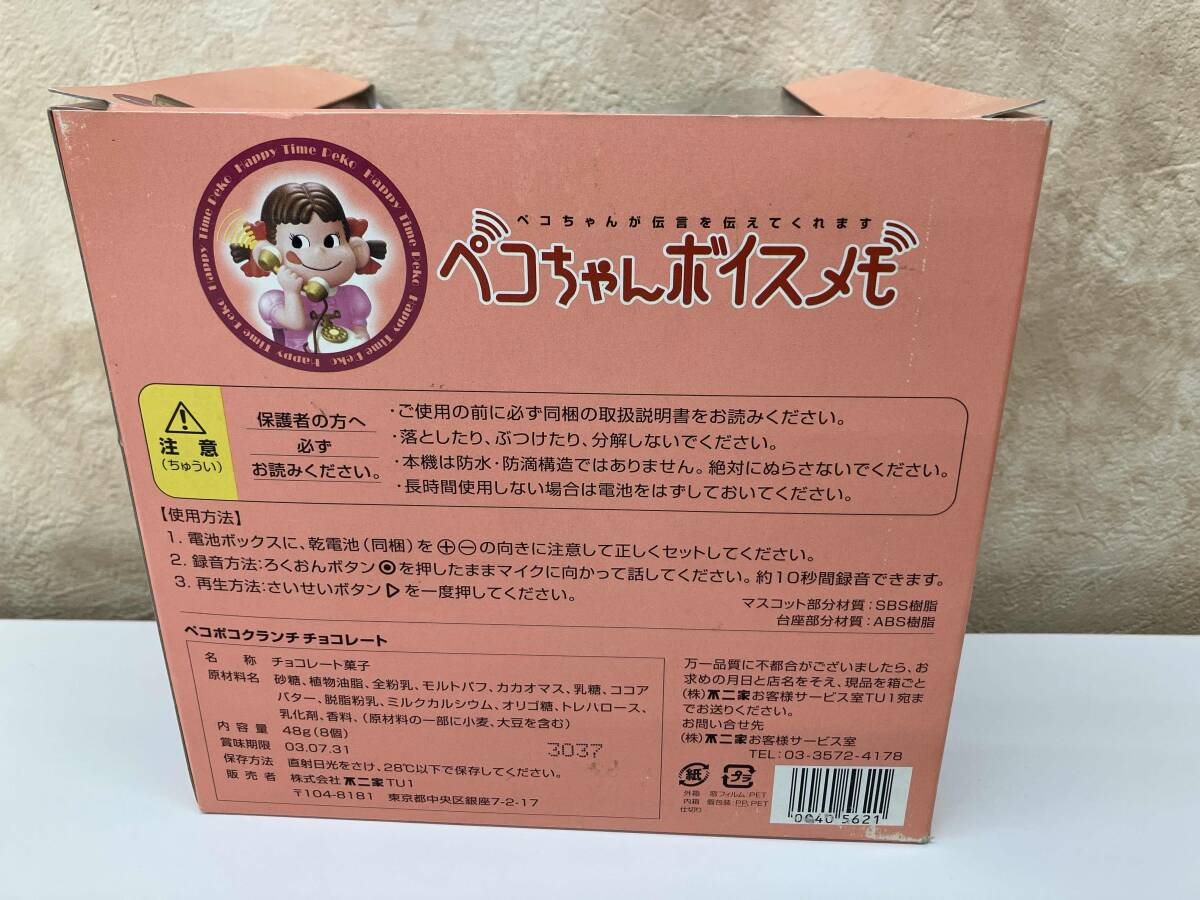 Happy Time Peko Happy Time Peko Happy Time Peko Happy Time Peko
ペコちゃんが伝言を伝えてくれます
ペコちゃんボイスメモ
注意
(ちゅうい)
保護者の方へ
必ず
お読みください。
・ご使用の前に必ず同梱の取扱説明書をお読みください。
・落としたり、ぶつけたり、分解しないでください。
・本機は防水・防滴構造ではありません。絶対にぬらさないでください。
・長時間使用しない場合は電池をはずしておいてください。
【使用方法】
1. 電池ボックスに、乾電池(同梱)を⊕⊖の向きに注意して正しくセットしてください。
2. 録音方法:ろくおんボタン◉を押したままマイクに向かって話してください。約10秒間録音できます。
3. 再生方法:さいせいボタン▷を一度押してください。
マスコット部分材質:SBS樹脂
台座部分材質:ABS樹脂
ペコポコクランチ チョコレート
名称 チョコレート菓子
原材料名 砂糖、植物油脂、全粉乳、モルトパフ、カカオマス、乳糖、ココア
バター、脱脂粉乳、ミルクカルシウム、オリゴ糖、トレハロース、
乳化剤、香料、(原材料の一部に小麦、大豆を含む)
内容量 48g(8個)
賞味期限 03.07.31 3037
保存方法 直射日光をさけ、28℃以下で保存してください。
販売者 株式会社不二家TU1
〒104-8181 東京都中央区銀座7-2-17
万一品質に不都合がございましたら、お
求めの月日と店名をそえ、現品を箱ごと
(株)不二家お客様サービス室TU1宛ま
でお送りください。
お問い合せ先
(株)不二家お客様サービス室
TEL:03-3572-4178
紙 プラ
外箱 窓フィルム:PET
内箱 個包装:PP, PET
仕切り
0040 5621